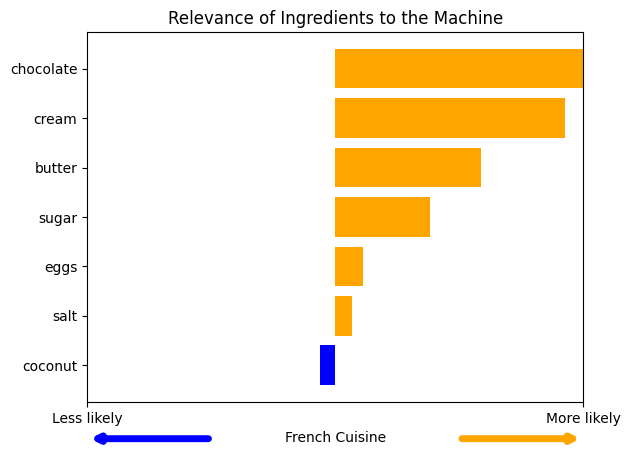 Relevance of Ingredients to the Machine
chocolate
cream
butter
sugar
eggs
salt
coconut
Less likely
More likely
French Cuisine